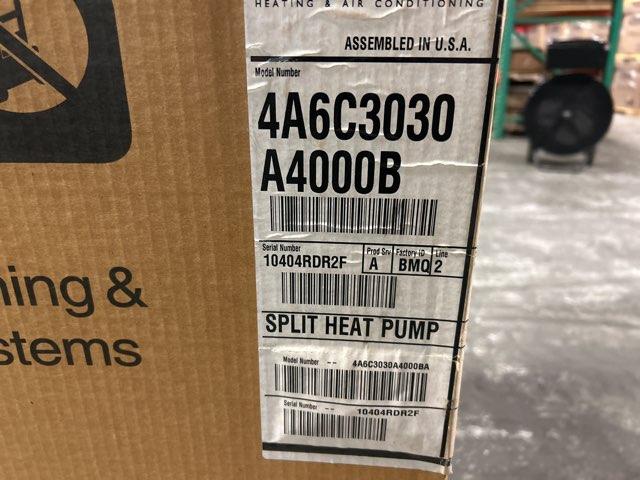 HEATING & AIR CONDITIONING
ASSEMBLED IN U.S.A.
Model Number
4A6C3030
A4000B
Serial Number
10404RDR2F
Prod Srv
A
Factory ID
BMQ
Line
2
SPLIT HEAT PUMP
Model Number -- 4A6C3030A4000BA
Serial Number -- 10404RDR2F
ning &
stems